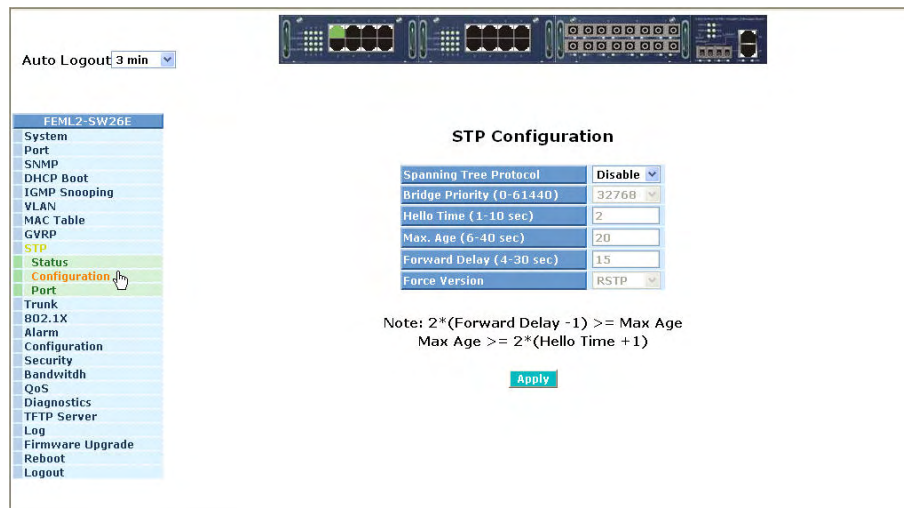 Auto Logout 3 min
FEML2-SW26E
System
Port
SNMP
DHCP Boot
IGMP Snooping
VLAN
MAC Table
GVRP
STP
Status
Configuration
Port
Trunk
802.1X
Alarm
Configuration
Security
Bandwitdh
QoS
Diagnostics
TFTP Server
Log
Firmware Upgrade
Reboot
Logout
STP Configuration
Spanning Tree Protocol Disable
Bridge Priority (0-61440) 32768
Hello Time (1-10 sec) 2
Max. Age (6-40 sec) 20
Forward Delay (4-30 sec) 15
Force Version RSTP
Note: 2*(Forward Delay -1) >= Max Age
Max Age >= 2*(Hello Time +1)
Apply